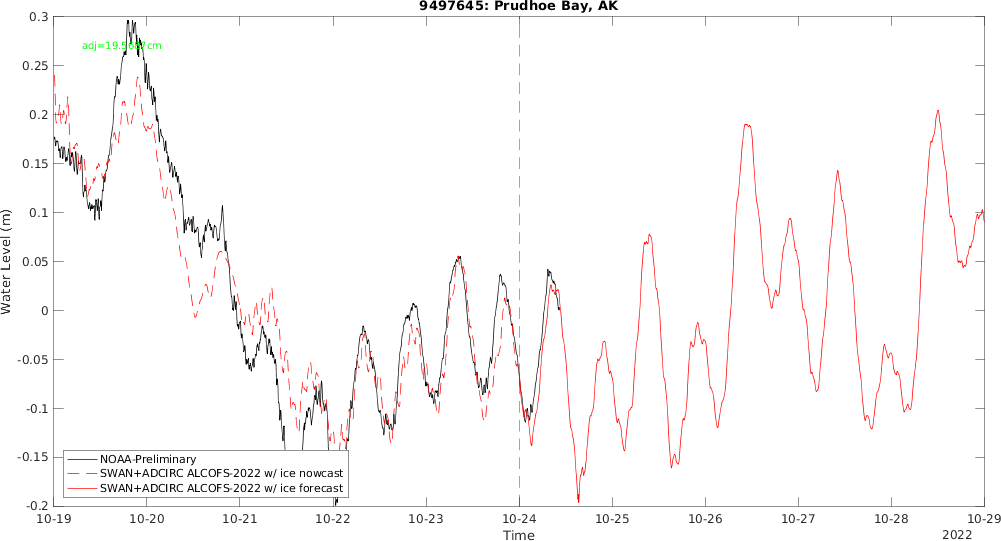 9497645: Prudhoe Bay, AK
0.3
0.25
0.2
0.15
0.1
0.05
0
-0.05
-0.1
-0.15
-0.2
Water Level (m)
NOAA-Preliminary
SWAN+ADCIRC ALCOFS-2022 w/ ice nowcast
SWAN+ADCIRC ALCOFS-2022 w/ ice forecast
10-19 10-20 10-21 10-22 10-23 10-24 10-25 10-26 10-27 10-28 10-29
Time
2022